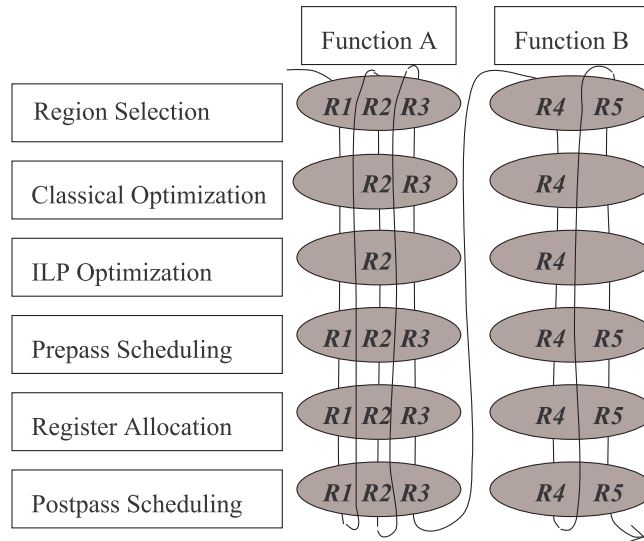 Function A Function B
Region Selection R1 R2 R3 R4 R5
Classical Optimization R2 R3 R4
ILP Optimization R2 R4
Prepass Scheduling R1 R2 R3 R4 R5
Register Allocation R1 R2 R3 R4 R5
Postpass Scheduling R1 R2 R3 R4 R5